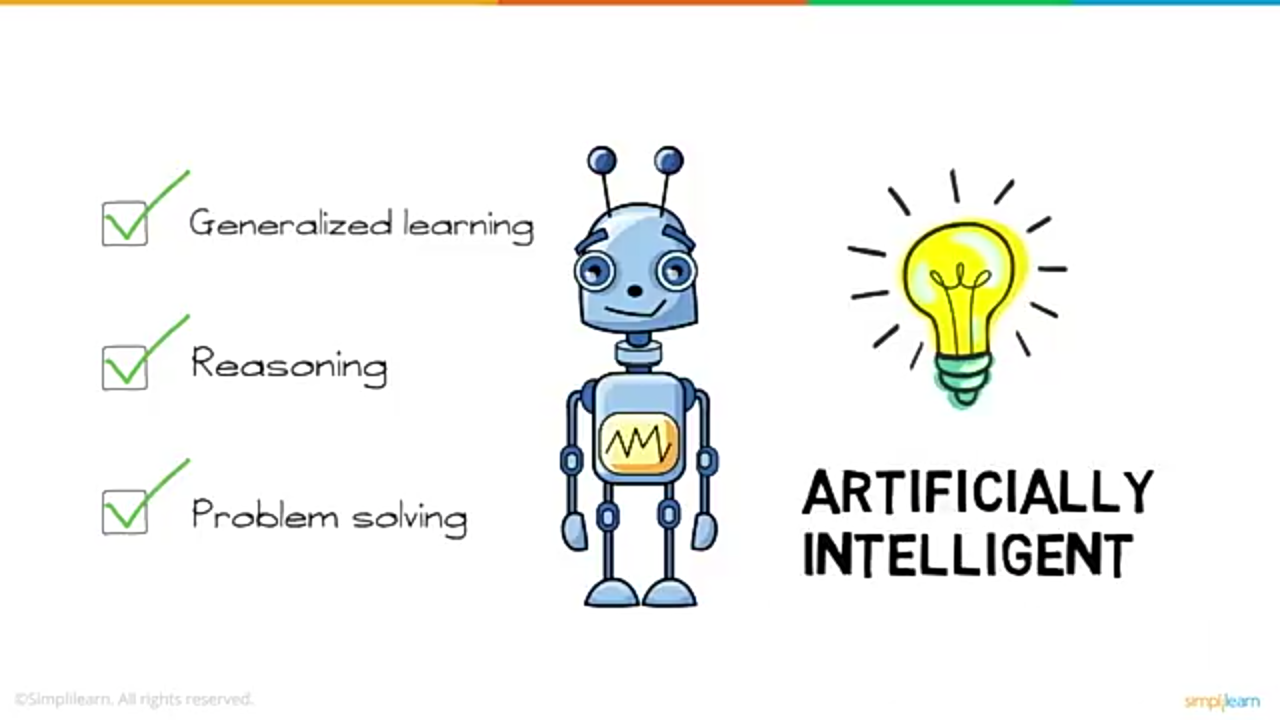 Generalized learning
Reasoning
Problem solving
ARTIFICIALLY
INTELLIGENT
©Simplilearn. All rights reserved.
simplilearn